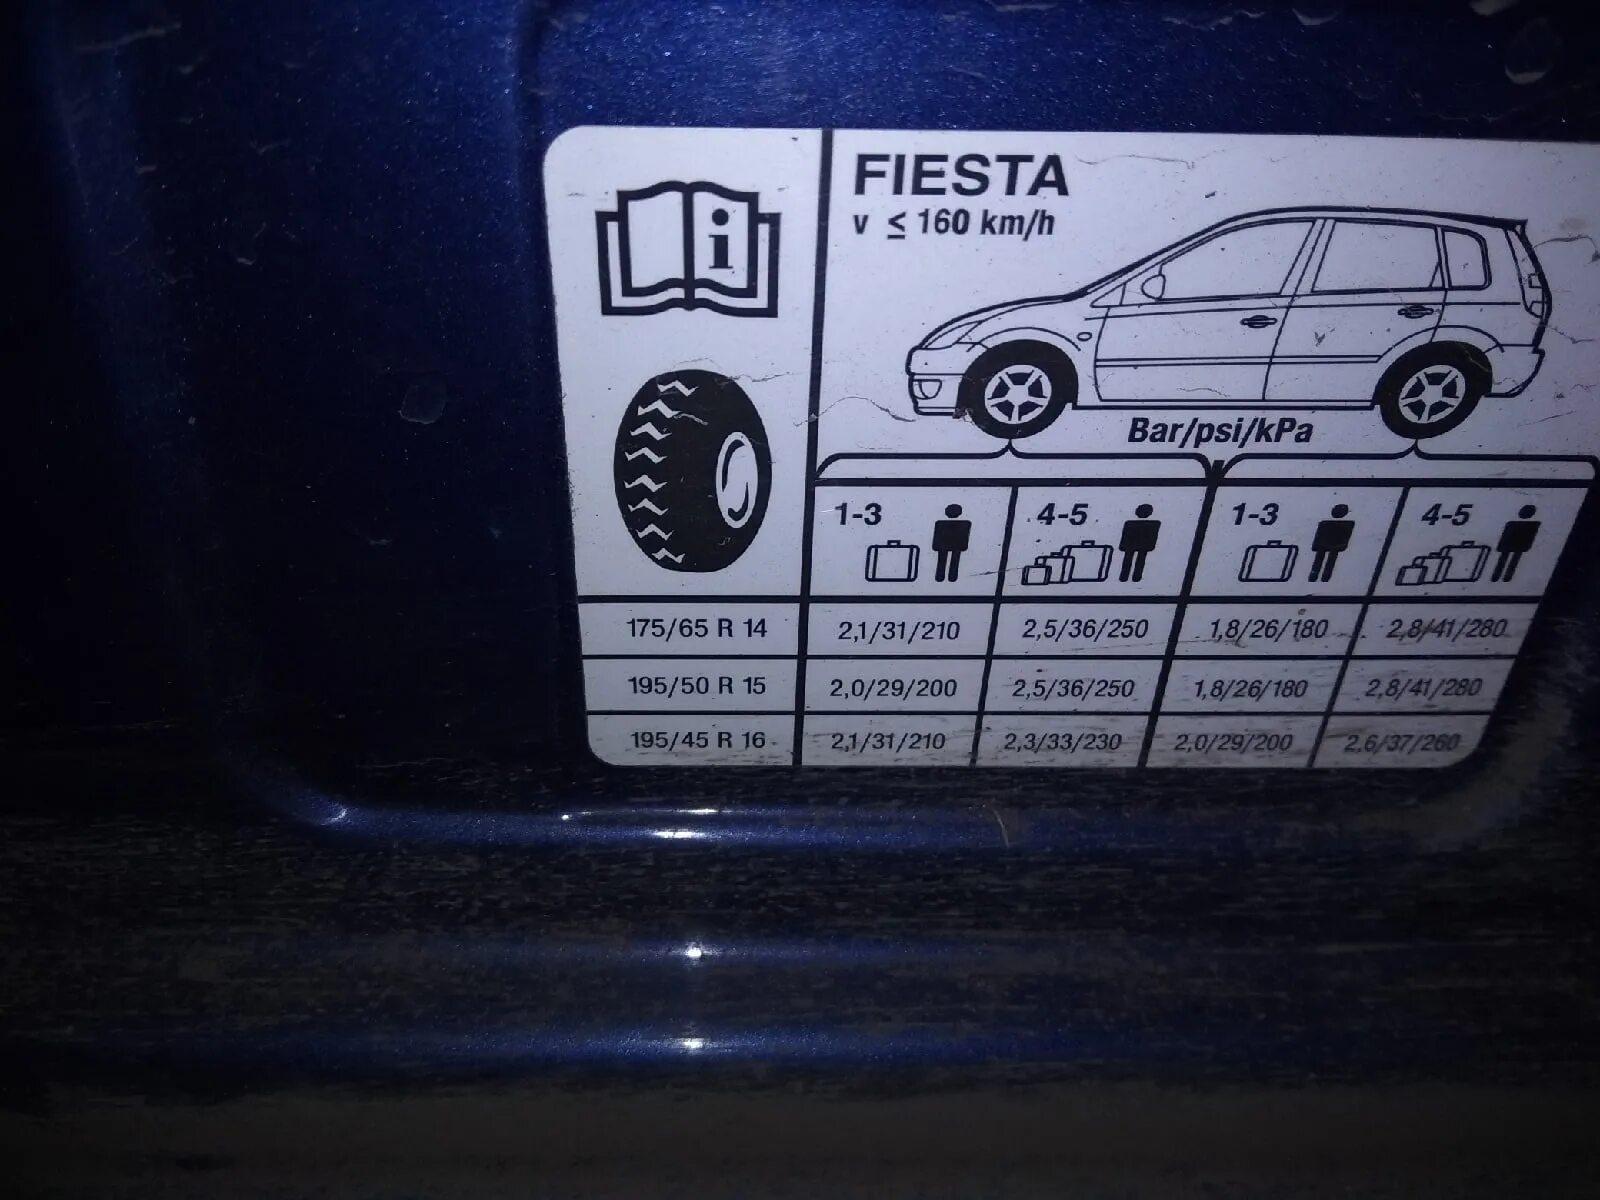 FIESTA
v ≤ 160 km/h
i
Bar/psi/kPa
1-3 4-5 1-3 4-5
175/65 R 14 2,1/31/210 2,5/36/250 1,8/26/180 2,8/41/280
195/50 R 15 2,0/29/200 2,5/36/250 1,8/26/180 2,8/41/280
195/45 R 16 2,1/31/210 2,3/33/230 2,0/29/200 2,6/37/260